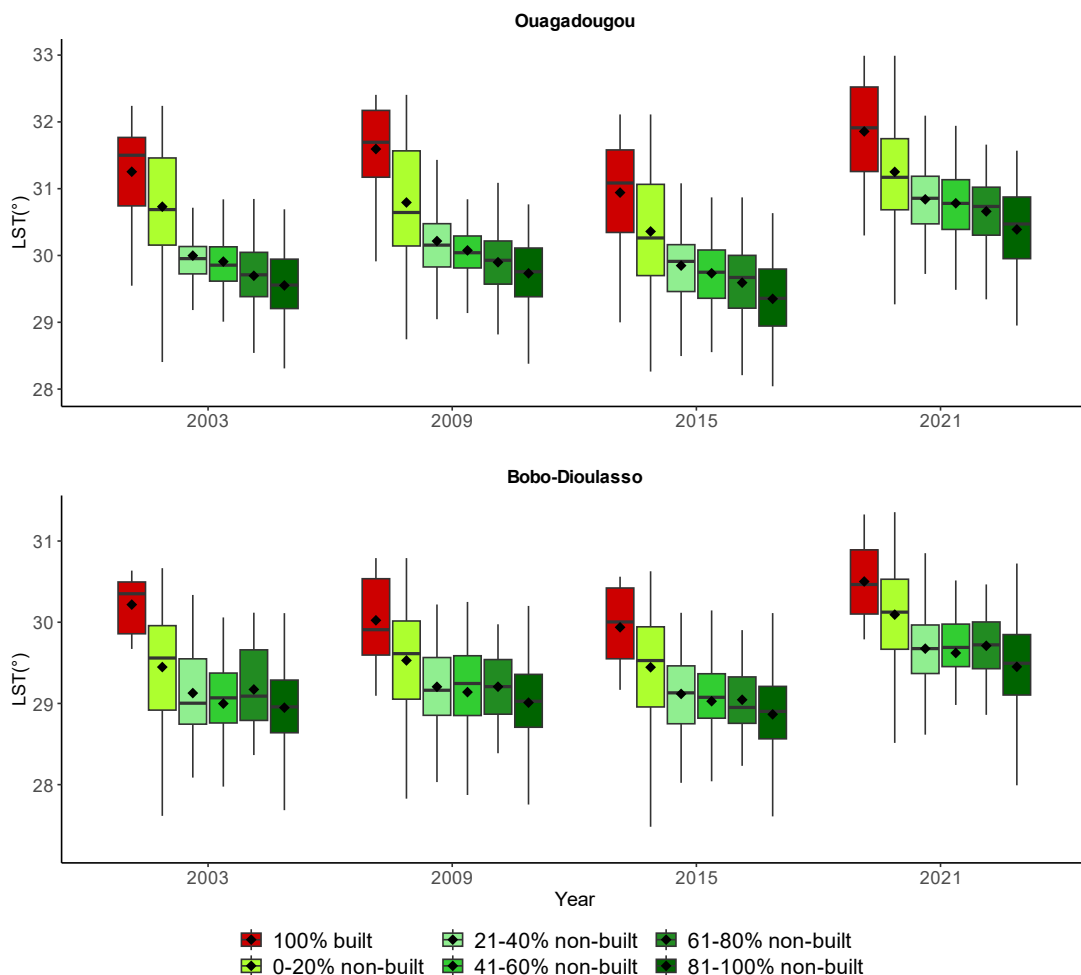 Ouagadougou
33
32
31
30
29
28
LST(°)
2003 2009 2015 2021
Bobo-Dioulasso
31
30
29
28
LST(°)
2003 2009 2015 2021
Year
100% built 21-40% non-built 61-80% non-built
0-20% non-built 41-60% non-built 81-100% non-built